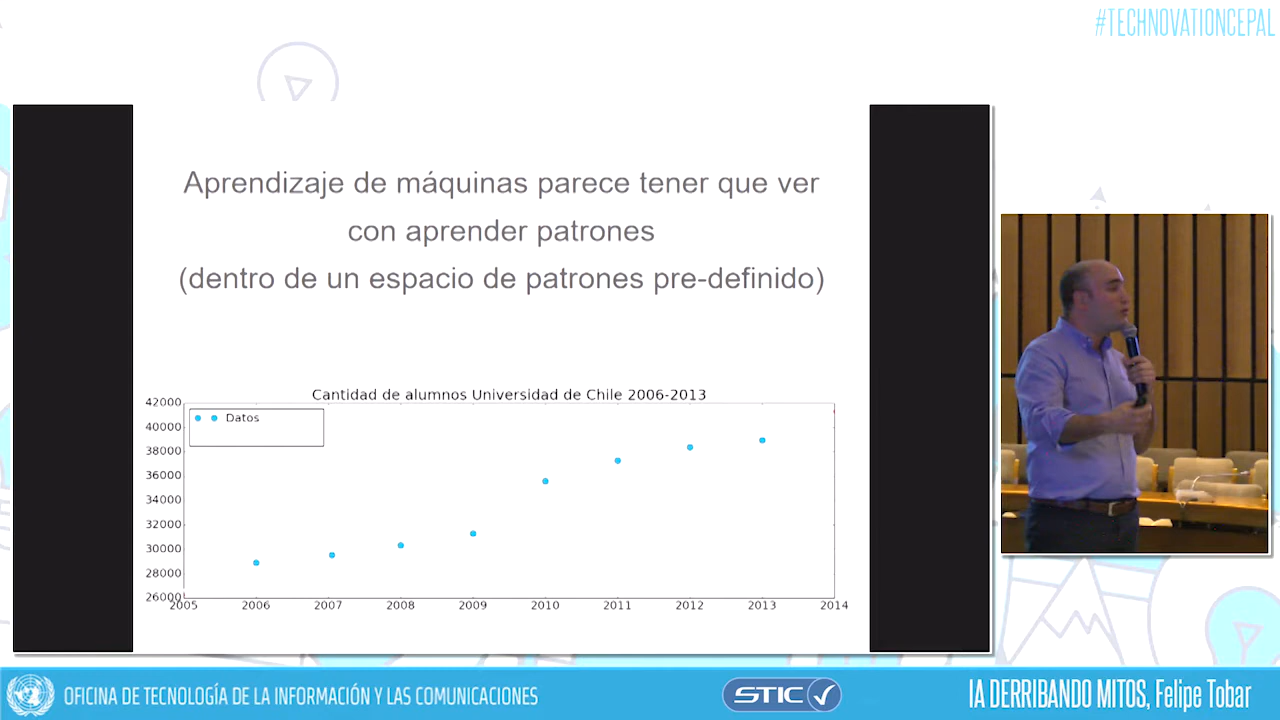 #TECHNOVATIONCEPAL
Aprendizaje de máquinas parece tener que ver
con aprender patrones
(dentro de un espacio de patrones pre-definido)
Cantidad de alumnos Universidad de Chile 2006-2013
Datos
42000
40000
38000
36000
34000
32000
30000
28000
26000
2005 2006 2007 2008 2009 2010 2011 2012 2013 2014
OFICINA DE TECNOLOGÍA DE LA INFORMACIÓN Y LAS COMUNICACIONES
STIC
IA DERRIBANDO MITOS, Felipe Tobar